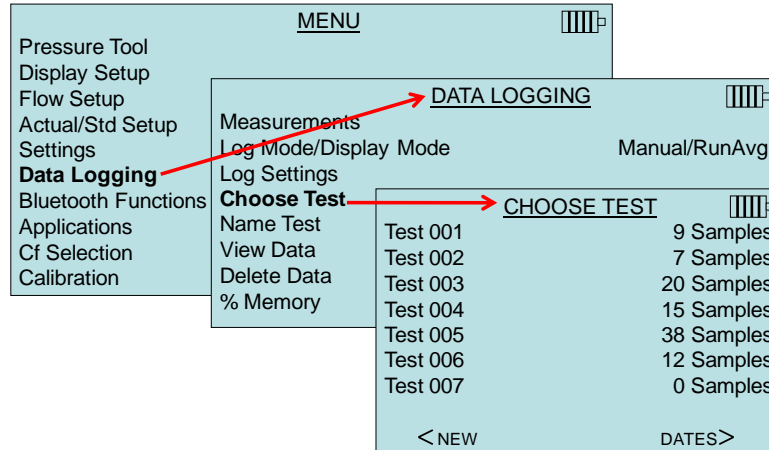 MENU
Pressure Tool
Display Setup
Flow Setup
Actual/Std Setup
Settings
Data Logging
Bluetooth Functions
Applications
Cf Selection
Calibration
DATA LOGGING
Measurements
Log Mode/Display Mode Manual/RunAvg
Log Settings
Choose Test
Name Test
View Data
Delete Data
% Memory
CHOOSE TEST
Test 001 9 Samples
Test 002 7 Samples
Test 003 20 Samples
Test 004 15 Samples
Test 005 38 Samples
Test 006 12 Samples
Test 007 0 Samples
<NEW DATES>